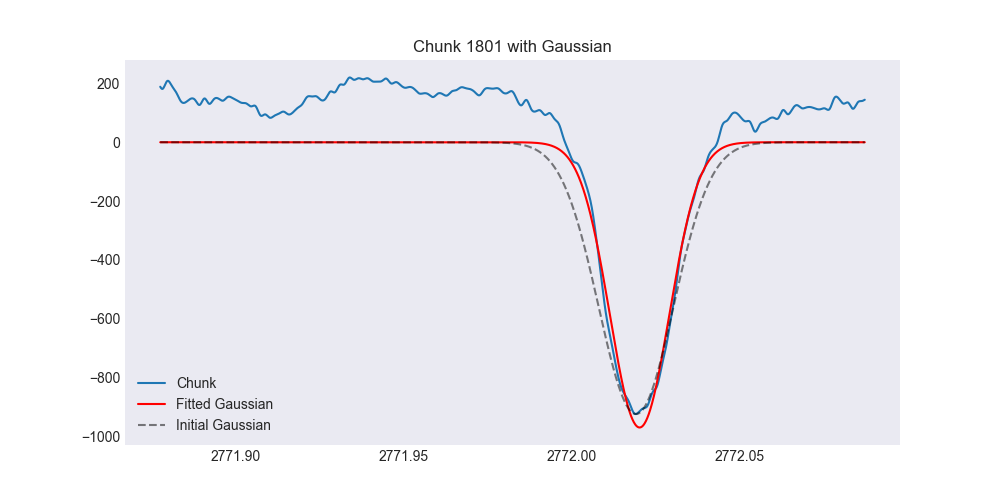 Chunk 1801 with Gaussian
200
0
−200
−400
−600
−800
−1000
Chunk
Fitted Gaussian
Initial Gaussian
2771.90 2771.95 2772.00 2772.05